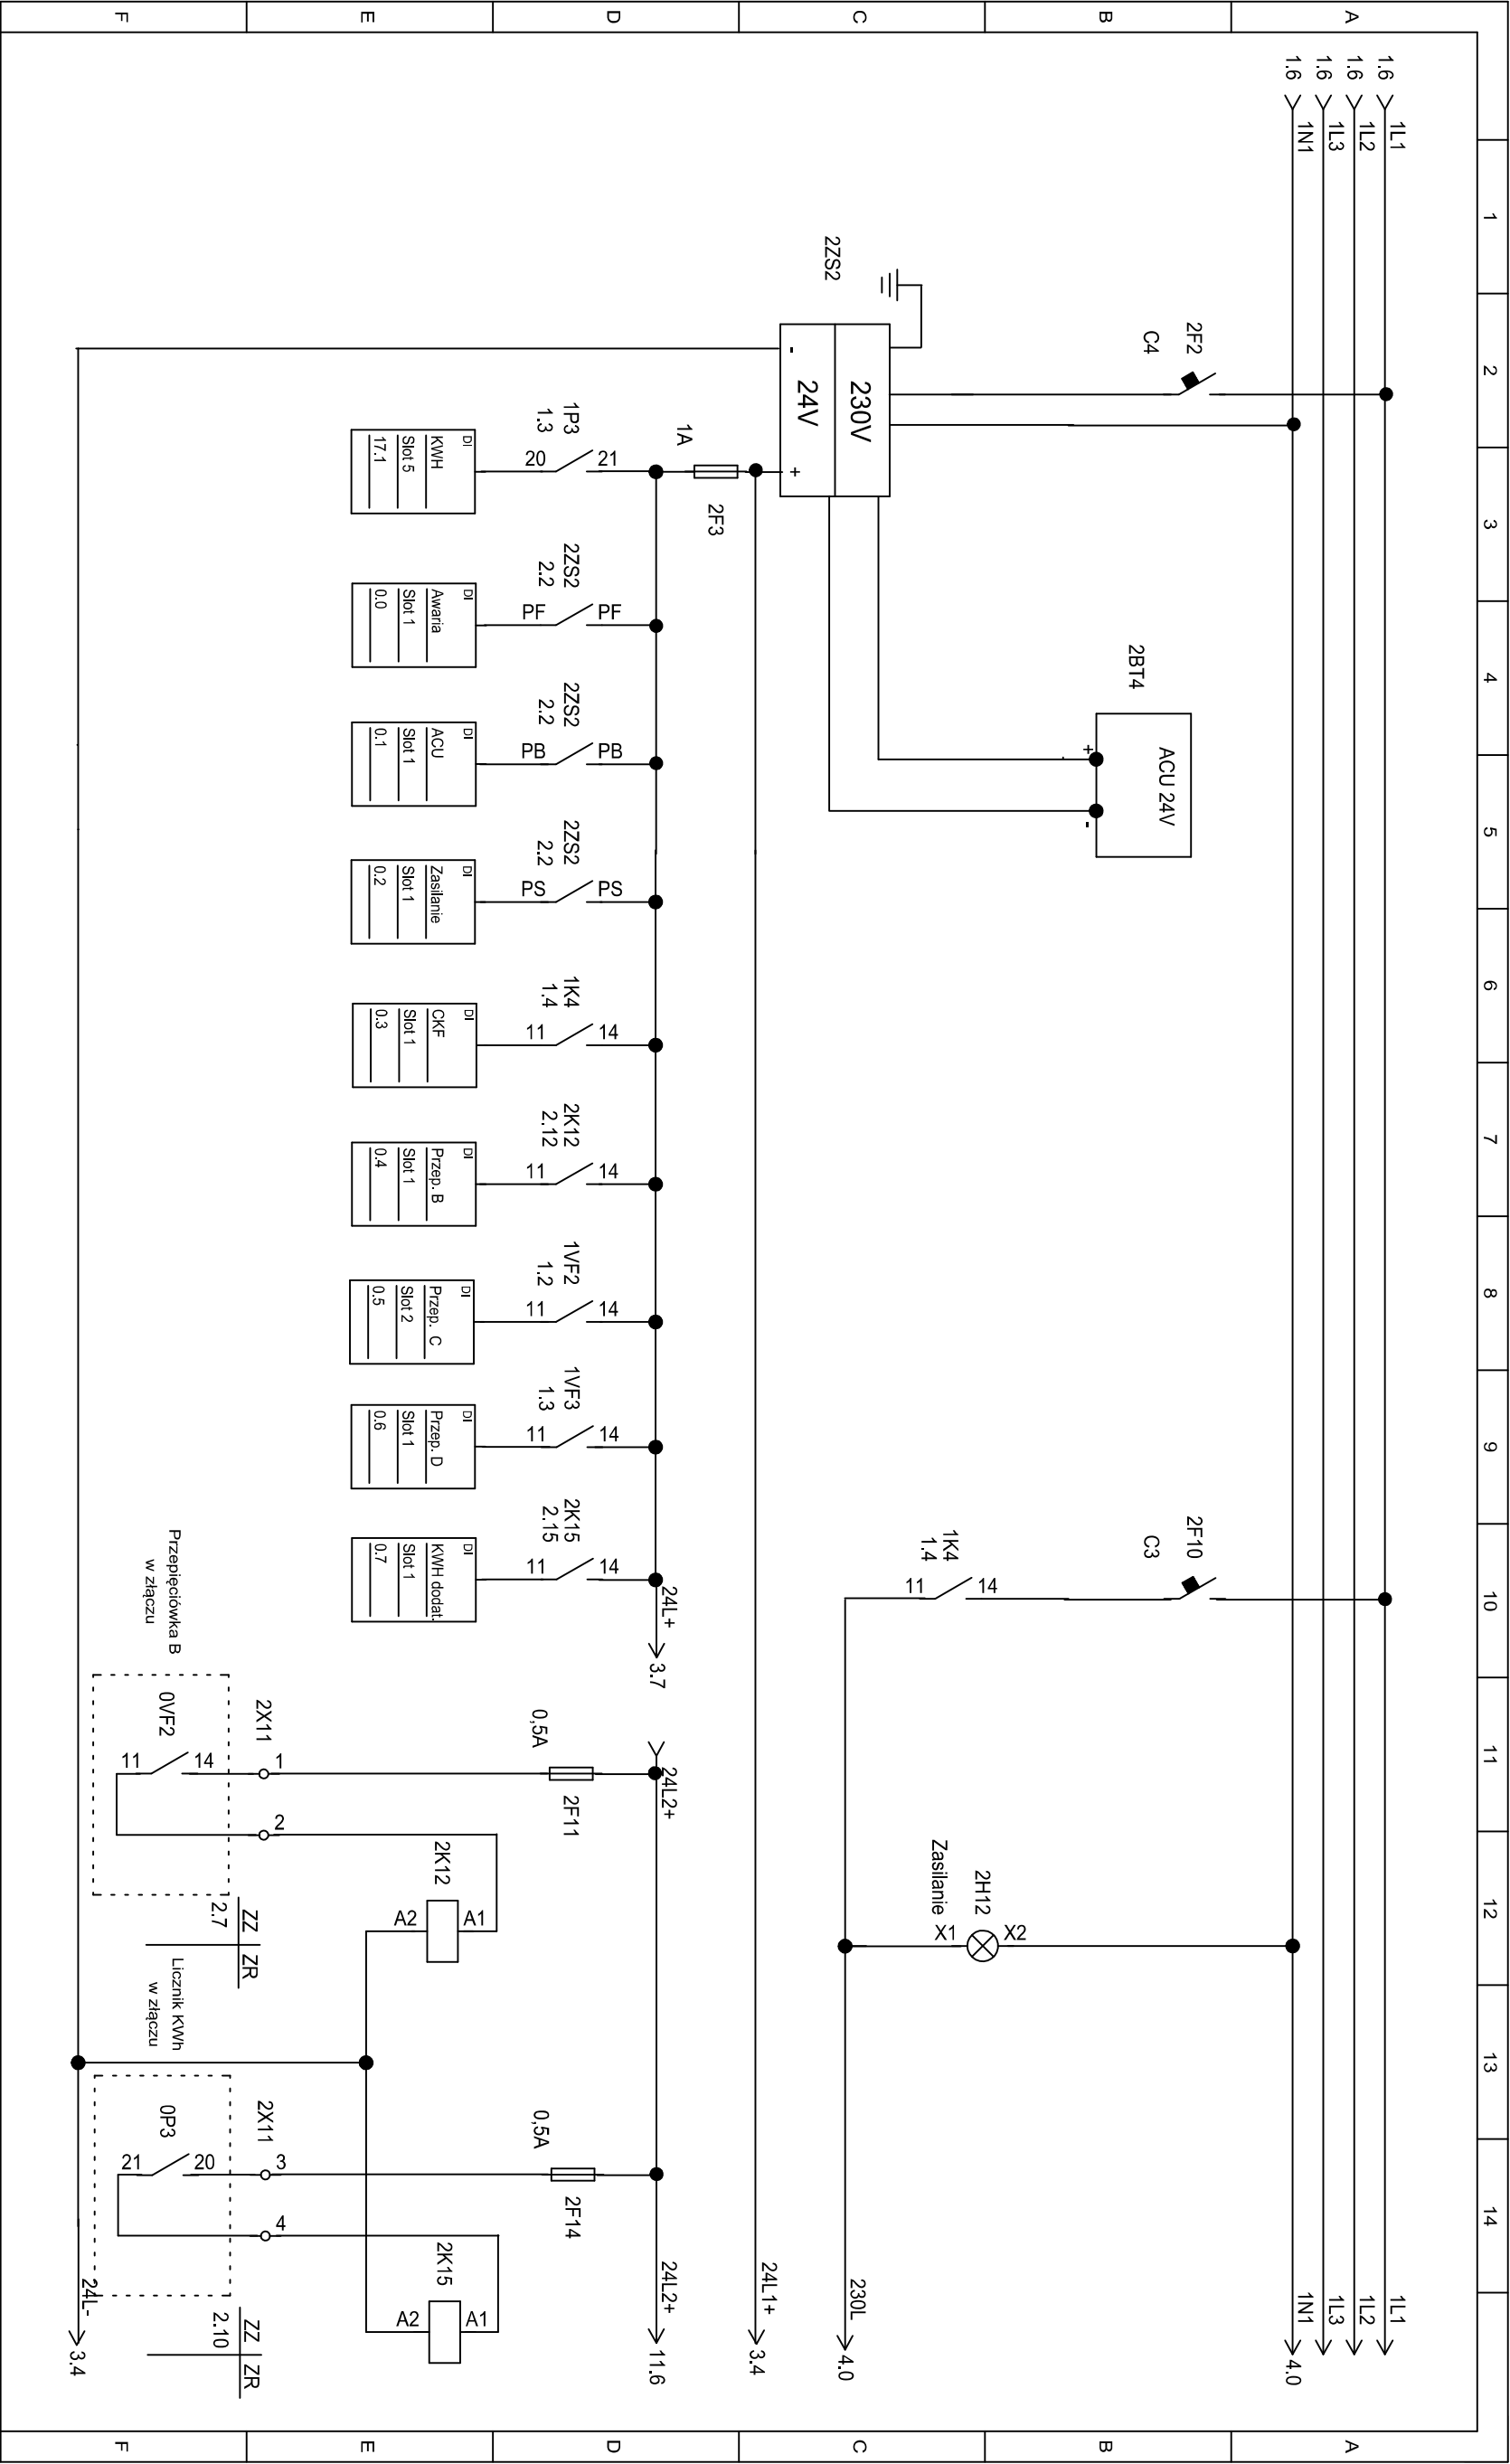 1
2
3
4
5
6
7
8
9
10
11
12
13
14
A
A
1.6
1L1
1L1
1.6
1L2
1L2
1.6
1L3
1L3
1.6
1N1
1N1
4.0
B
B
2F2
C4
2BT4
ACU 24V
+
-
2F10
C3
C
C
2ZS2
230V
24V
-
+
1K4
1.4
14
11
2H12
Zasilanie
X2
X1
230L
4.0
24L1+
3.4
D
D
1A
2F3
24L+
3.7
24L2+
24L2+
11.6
1P3
1.3
21
20
2ZS2
2.2
PF
PF
2ZS2
2.2
PB
PB
2ZS2
2.2
PS
PS
1K4
1.4
14
11
2K12
2.12
14
11
1VF2
1.2
14
11
1VF3
1.3
14
11
2K15
2.15
14
11
0,5A
2F11
0,5A
2F14
E
E
DI
KWH
Slot 5
17.1
DI
Awaria
Slot 1
0.0
DI
ACU
Slot 1
0.1
DI
Zasilanie
Slot 1
0.2
DI
CKF
Slot 1
0.3
DI
Przep. B
Slot 1
0.4
DI
Przep. C
Slot 2
0.5
DI
Przep. D
Slot 1
0.6
DI
KWH dodat.
Slot 1
0.7
2K12
A1
A2
2K15
A1
A2
F
F
2X11
1
2
Przepięciówka B
w złączu
0VF2
14
11
ZZ
ZR
2.7
Licznik KWh
w złączu
2X11
3
4
0P3
20
21
ZZ
ZR
2.10
24L-
3.4